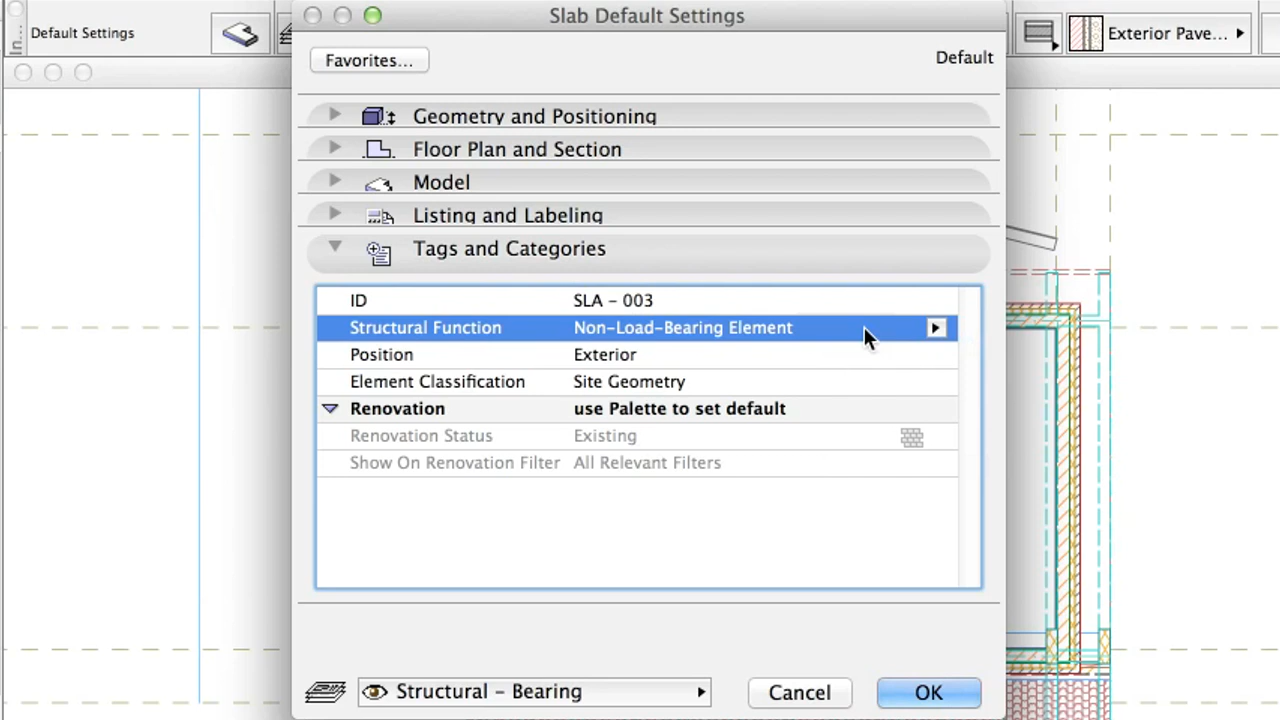 Slab Default Settings
Default Settings
Exterior Pave...
Favorites...
Default
Geometry and Positioning
Floor Plan and Section
Model
Listing and Labeling
Tags and Categories
ID SLA - 003
Structural Function Non-Load-Bearing Element
Position Exterior
Element Classification Site Geometry
Renovation use Palette to set default
Renovation Status Existing
Show On Renovation Filter All Relevant Filters
Structural - Bearing
Cancel
OK